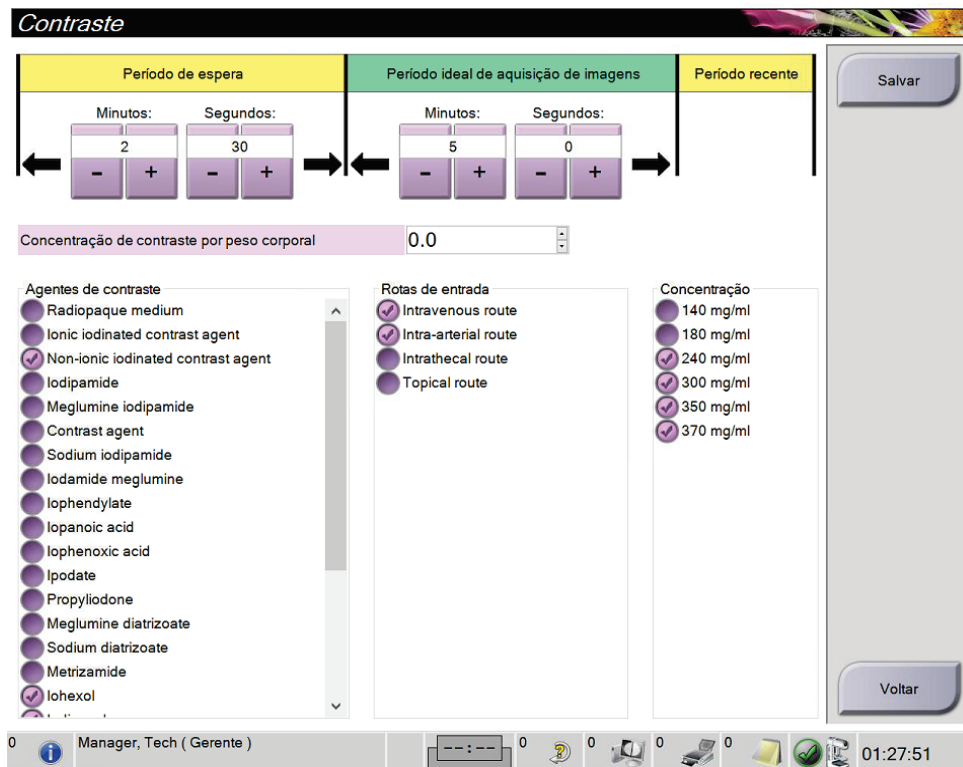 Contraste
Período de espera
Período ideal de aquisição de imagens
Período recente
Salvar
Minutos:
Segundos:
Minutos:
Segundos:
2
30
5
0
- + - + - + - +
Concentração de contraste por peso corporal
0.0
Agentes de contraste
Radiopaque medium
Ionic iodinated contrast agent
Non-ionic iodinated contrast agent
Iodipamide
Meglumine iodipamide
Contrast agent
Sodium iodipamide
Iodamide meglumine
Iophendylate
Iopanoic acid
Iophenoxic acid
Ipodate
Propyliodone
Meglumine diatrizoate
Sodium diatrizoate
Metrizamide
Iohexol
Rotas de entrada
Intravenous route
Intra-arterial route
Intrathecal route
Topical route
Concentração
140 mg/ml
180 mg/ml
240 mg/ml
300 mg/ml
350 mg/ml
370 mg/ml
Voltar
0
Manager, Tech ( Gerente )
--:--
0
0
0
0
01:27:51